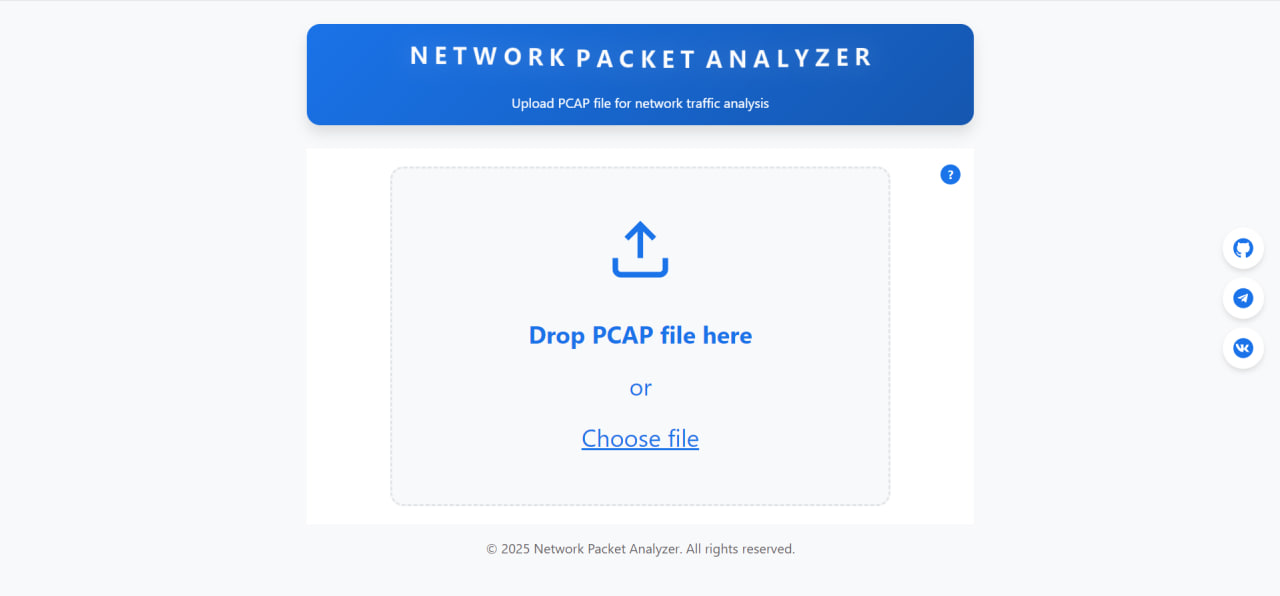 NETWORK PACKET ANALYZER
Upload PCAP file for network traffic analysis
?
Drop PCAP file here
or
Choose file
© 2025 Network Packet Analyzer. All rights reserved.